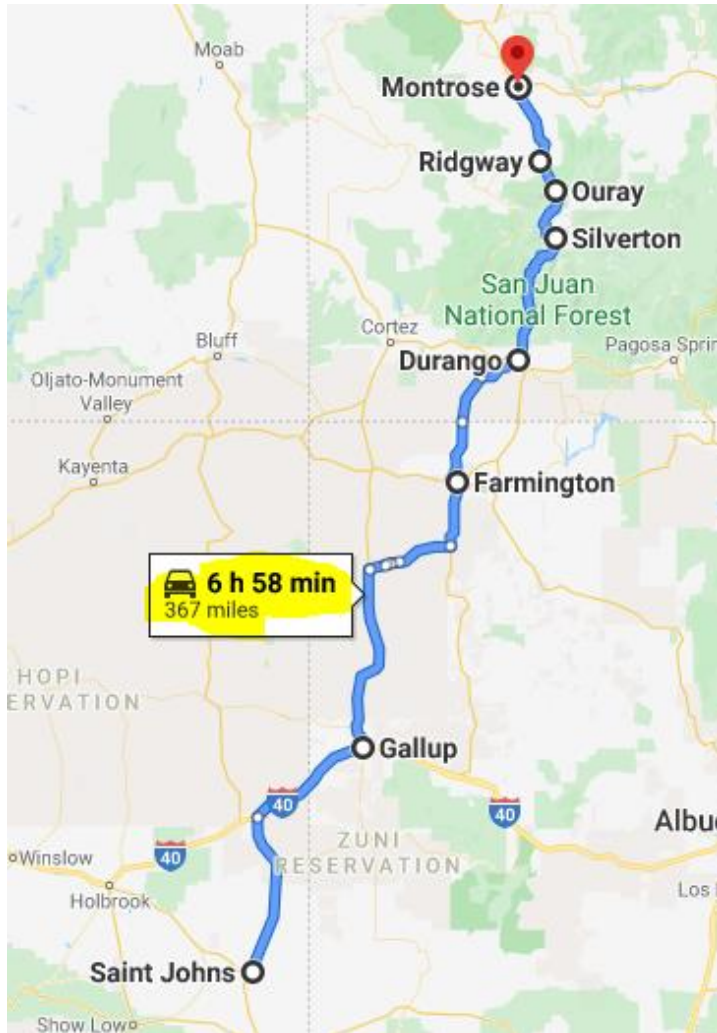 Moab
Montrose
Ridgway
Ouray
Silverton
San Juan
National Forest
Cortez
Bluff
Durango
Pagosa Sprin
Oljato-Monument
Valley
Kayenta
Farmington
6 h 58 min
367 miles
HOPI
ERVATION
Gallup
40
40
40
Albu
ZUNI
RESERVATION
Winslow
Holbrook
Los
Saint Johns
Show Low